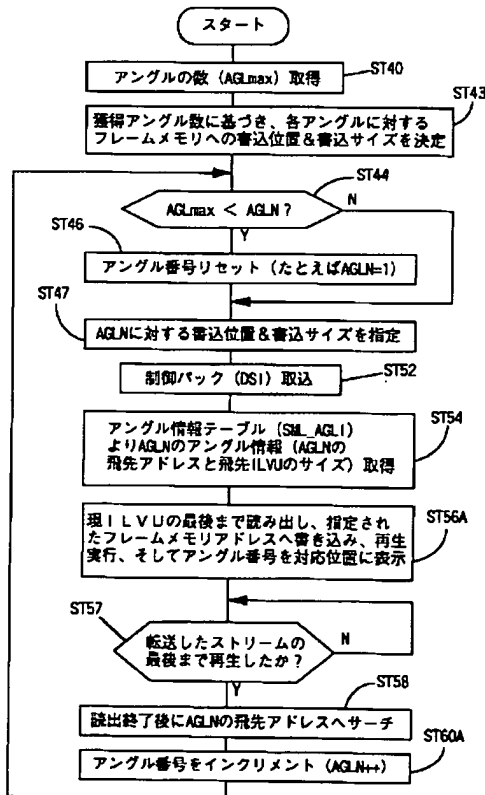 スタート
アンクルの数 (AGLmax) 取得
ST40
ST43
獲得アングル数に基づき、各アングルに対する
フレームメモリへの書込位置&書込サイズを決定
ST44
AGLmax < AGLN ?
N
Y
ST46
アングル番号リセット (たとえばAGLN=1)
ST47
AGLNに対する書込位置&書込サイズを指定
制御パック (DSI) 取込
ST52
アングル情報テーブル (SML_AGLI)
よりAGLNのアングル情報 (AGLNの
飛先アドレスと飛先ILVUのサイズ) 取得
ST54
現ILVUの最後まで読み出し、指定され
たフレームメモリアドレスへ書き込み、再生
実行、そしてアングル番号を対応位置に表示
ST56A
ST57
転送したストリームの
最後まで再生したか?
N
Y
ST58
読出終了後にAGLNの飛先アドレスへサーチ
ST60A
アングル番号をインクリメント (AGLN++)